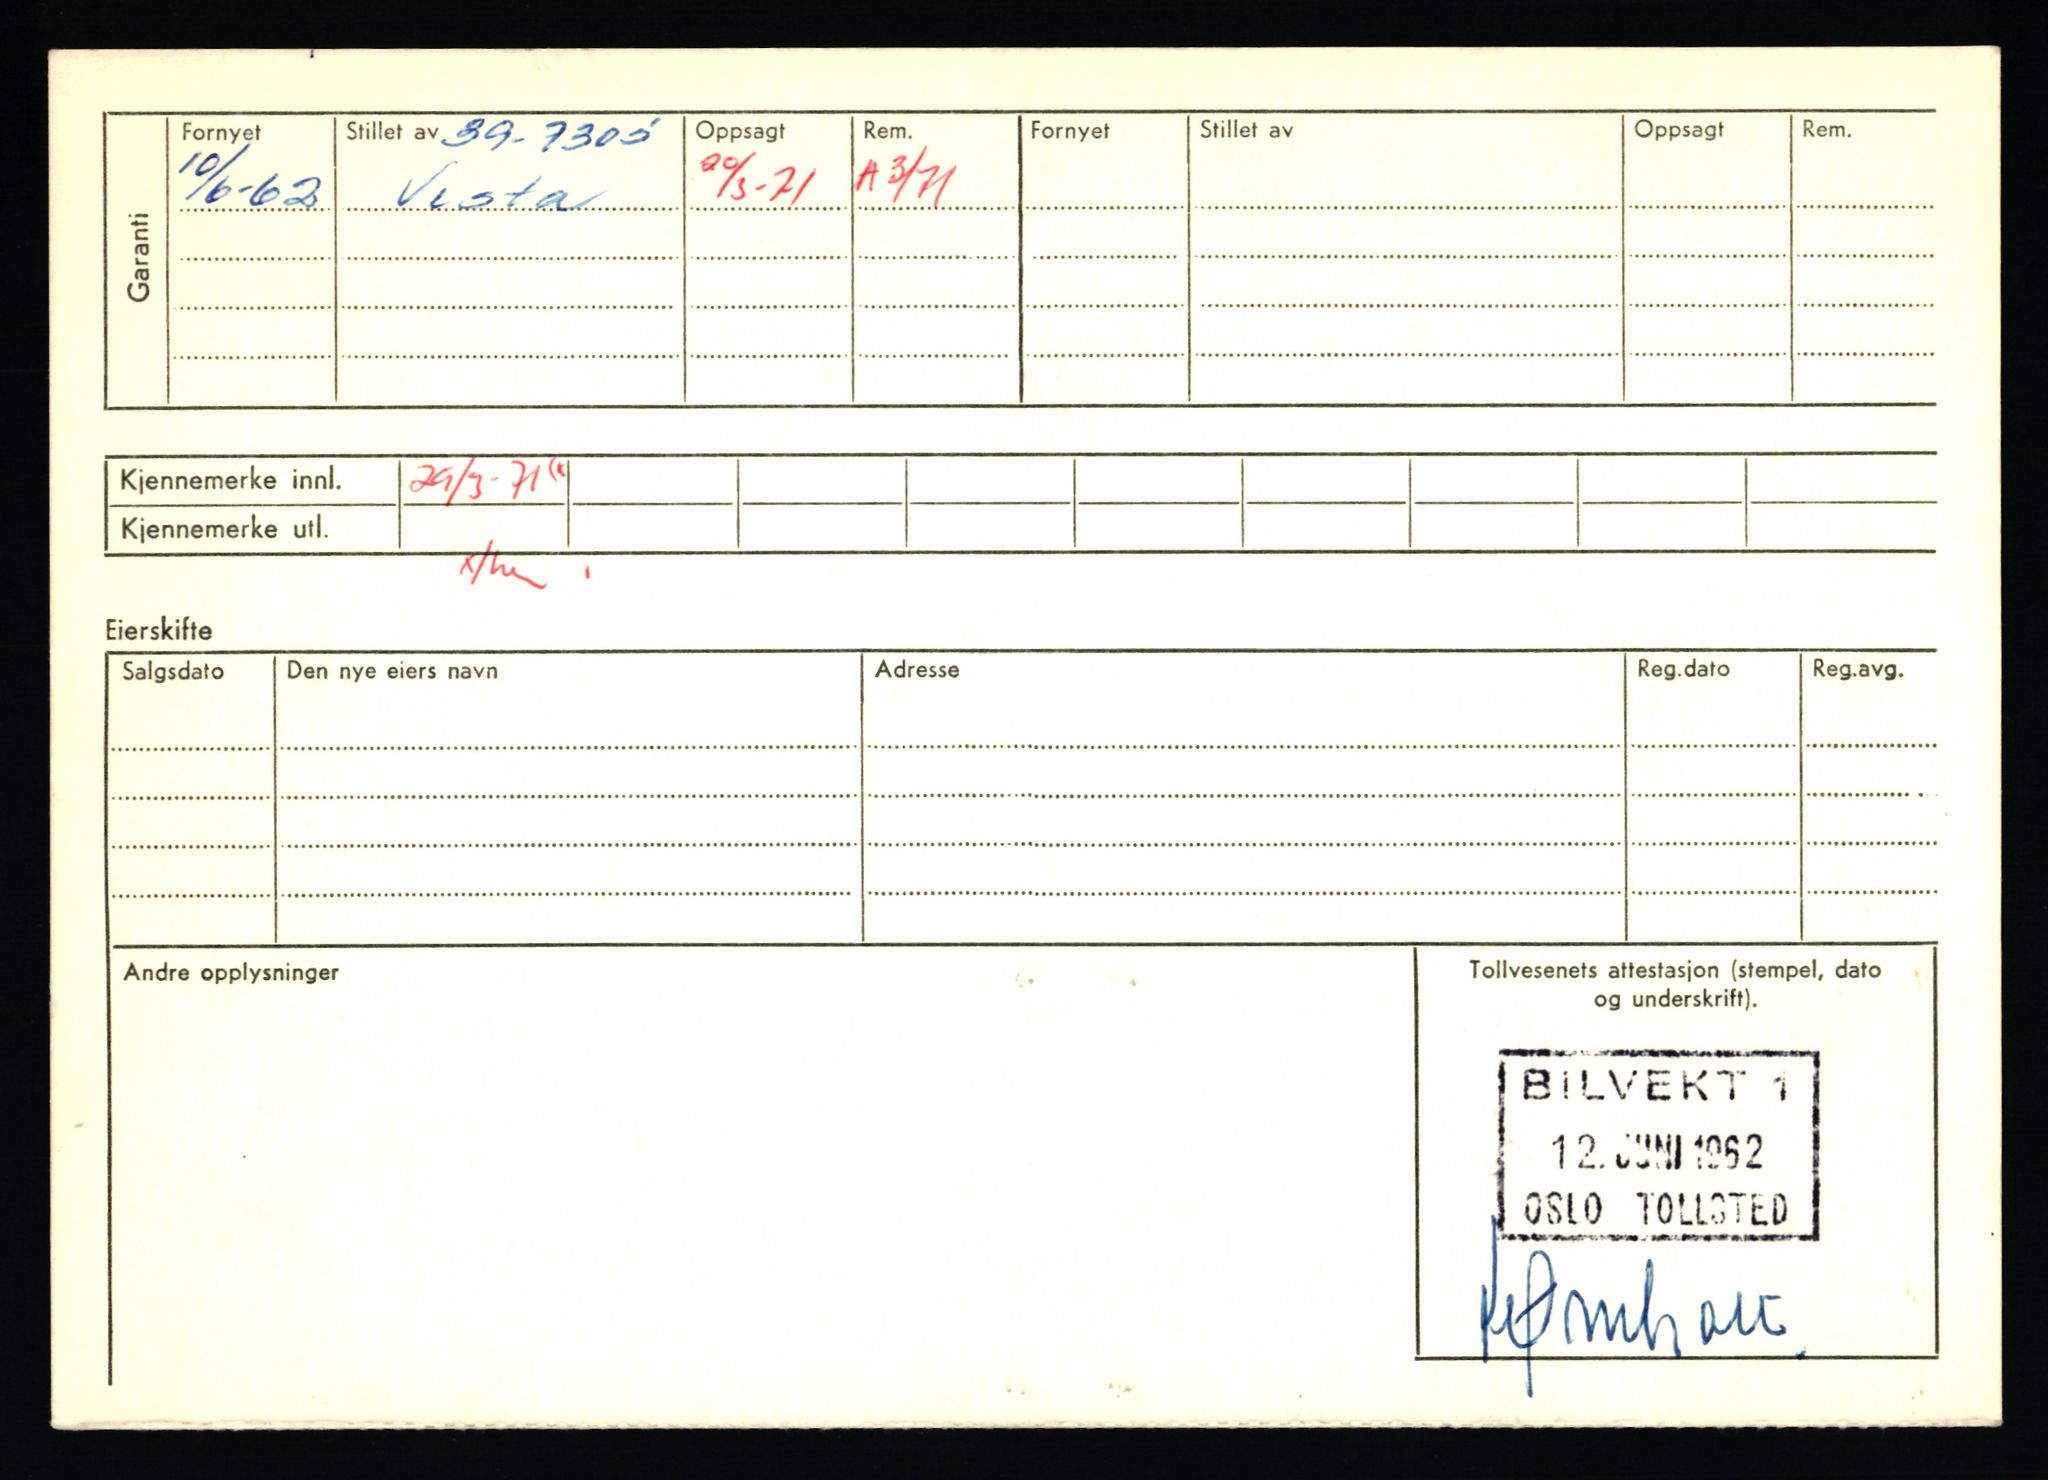 Garanti
Fornyet Stillet av 39-7305 Oppsagt Rem. Fornyet Stillet av Oppsagt Rem.
10/6-62 Vesta 20/3-71 A 3/71
Kjennemerke innl. 29/3-71
Kjennemerke utl.
Eierskifte
Salgsdato Den nye eiers navn Adresse Reg.dato Reg.avg.
Andre opplysninger
Tollvesenets attestasjon (stempel, dato
og underskrift).
BILVEKT 1
12. JUNI 1962
OSLO TOLLSTED